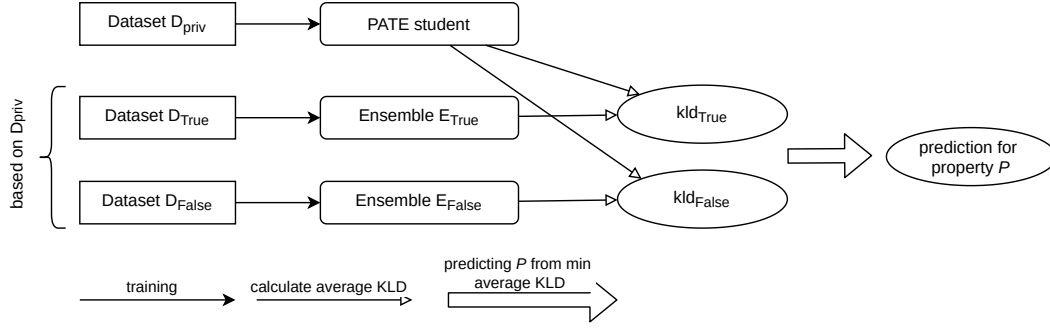 Dataset D_priv
PATE student
based on D_priv
Dataset D_True
Ensemble E_True
kld_True
prediction for
property P
Dataset D_False
Ensemble E_False
kld_False
training
calculate average KLD
predicting P from min
average KLD